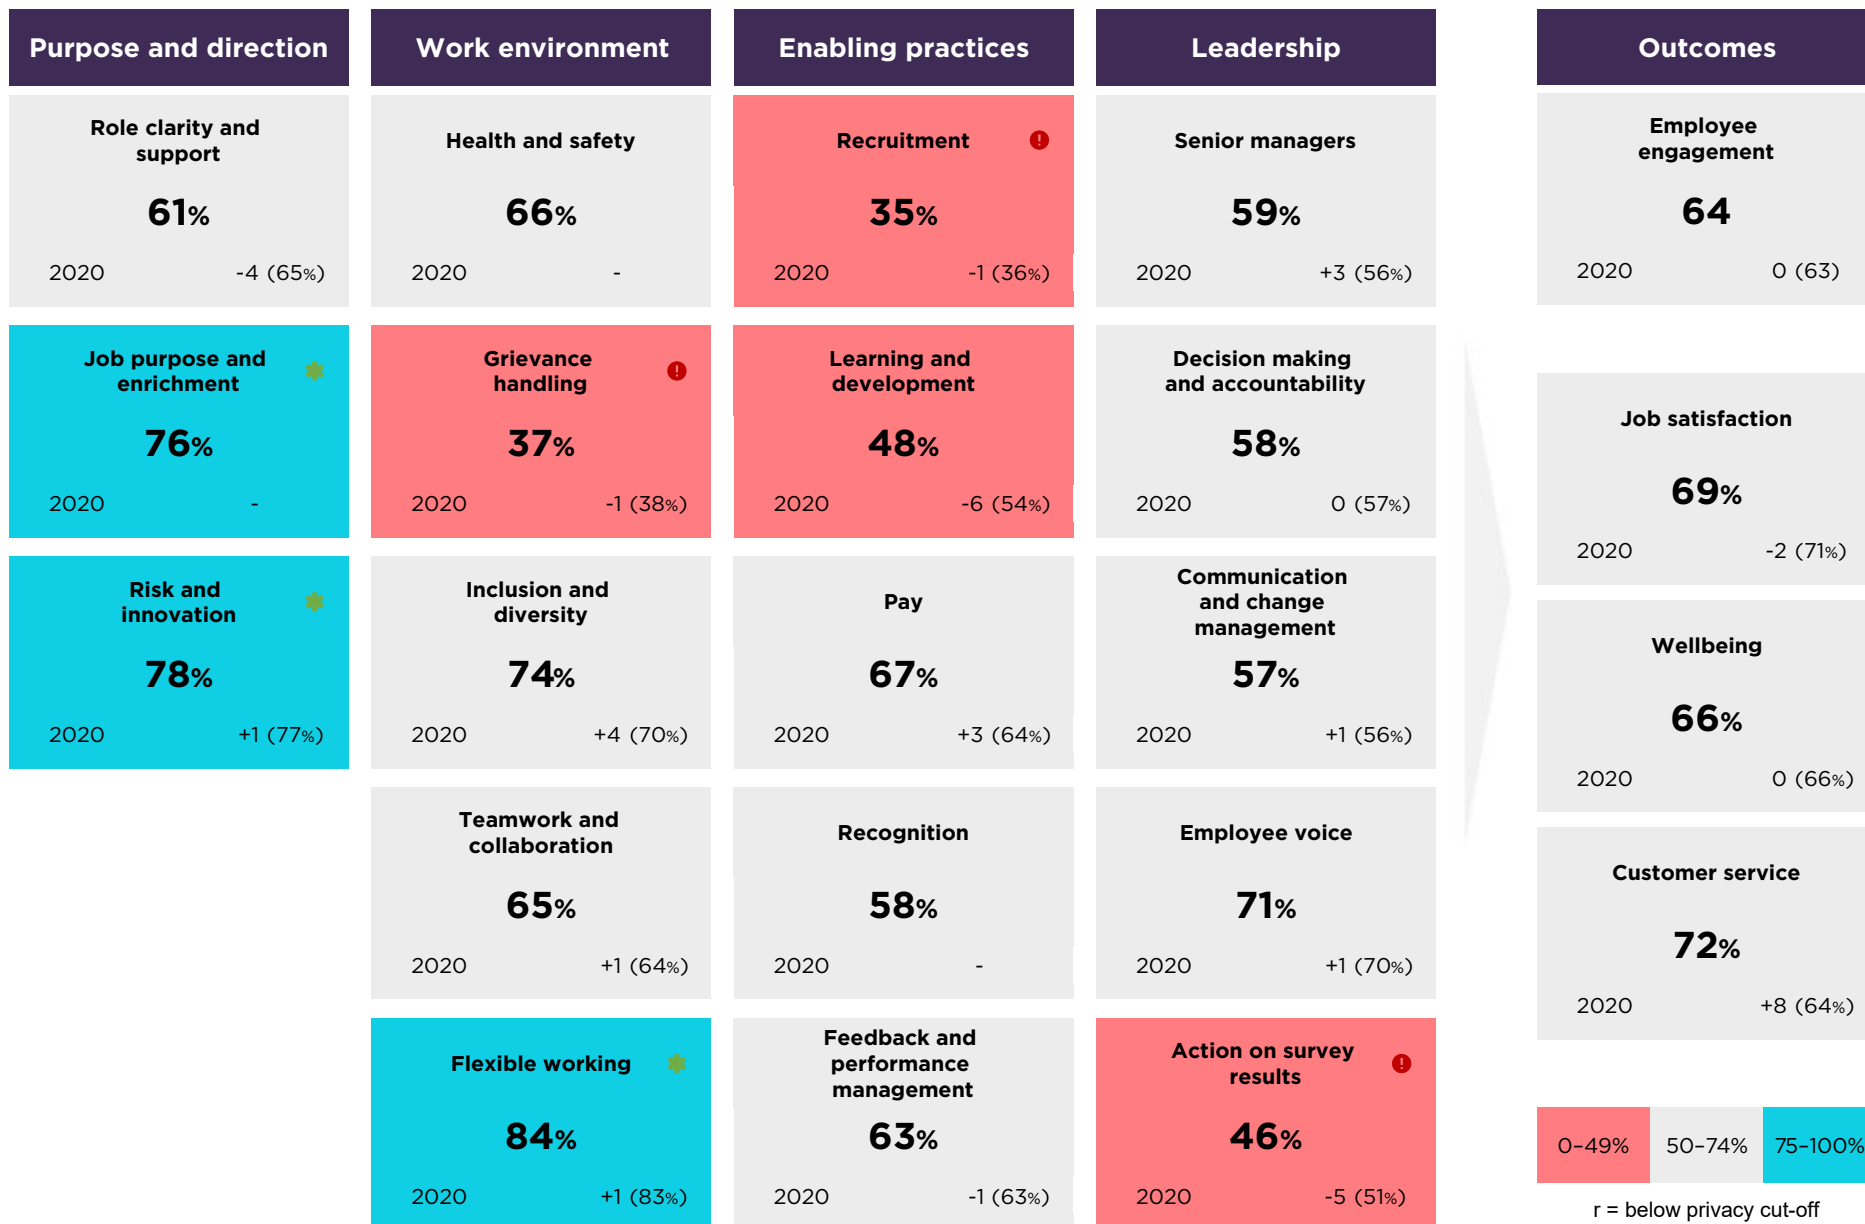 Purpose and direction
Role clarity and
support
61%
2020 -4 (65%)
Job purpose and
enrichment
76%
2020 -
Risk and
innovation
78%
2020 +1 (77%)
Work environment
Health and safety
66%
2020 -
Grievance
handling
37%
2020 -1 (38%)
Inclusion and
diversity
74%
2020 +4 (70%)
Teamwork and
collaboration
65%
2020 +1 (64%)
Flexible working
84%
2020 +1 (83%)
Enabling practices
Recruitment
35%
2020 -1 (36%)
Learning and
development
48%
2020 -6 (54%)
Pay
67%
2020 +3 (64%)
Recognition
58%
2020 -
Feedback and
performance
management
63%
2020 -1 (63%)
Leadership
Senior managers
59%
2020 +3 (56%)
Decision making
and accountability
58%
2020 0 (57%)
Communication
and change
management
57%
2020 +1 (56%)
Employee voice
71%
2020 +1 (70%)
Action on survey
results
46%
2020 -5 (51%)
Outcomes
Employee
engagement
64
2020 0 (63)
Job satisfaction
69%
2020 -2 (71%)
Wellbeing
66%
2020 0 (66%)
Customer service
72%
2020 +8 (64%)
0–49% 50–74% 75–100%
r = below privacy cut-off